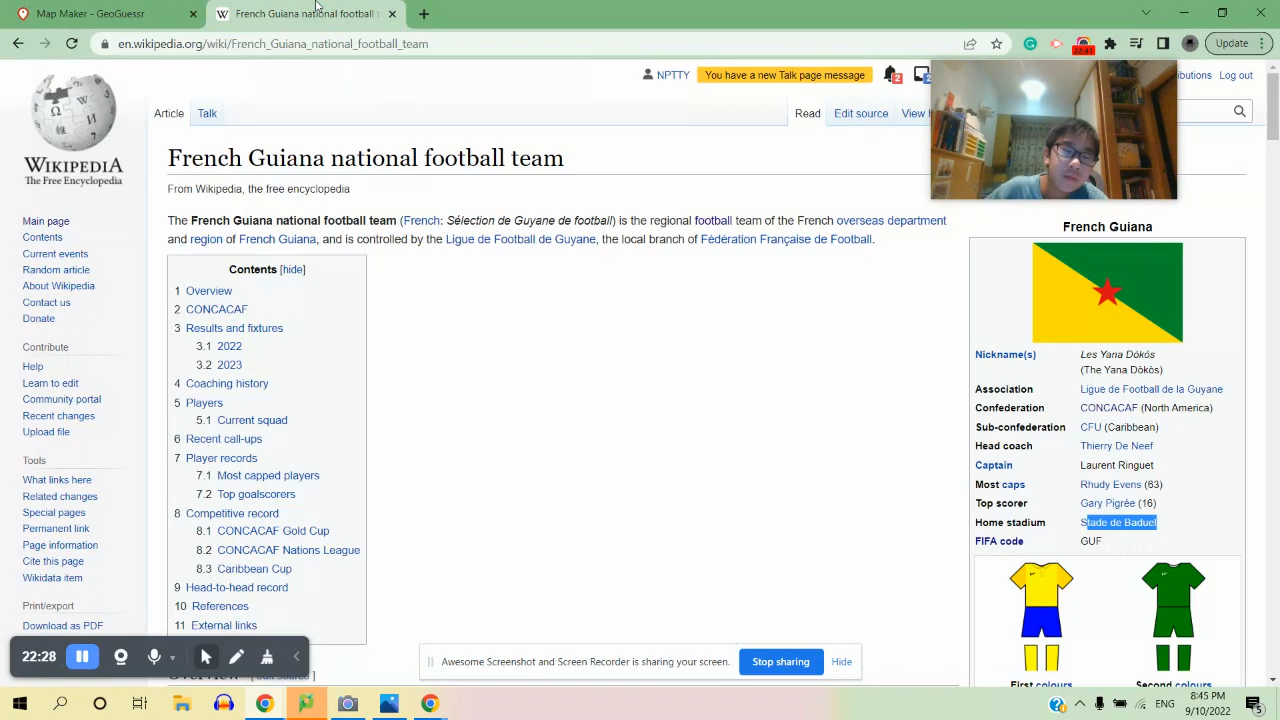 Map Maker - GeoGuessr
French Guiana national football t
en.wikipedia.org/wiki/French_Guiana_national_football_team
22:41
Update
NPTTY
You have a new Talk page message
2
2
ibutions
Log out
Article
Talk
Read
Edit source
View h
WIKIPEDIA
The Free Encyclopedia
Main page
Contents
Current events
Random article
About Wikipedia
Contact us
Donate
Contribute
Help
Learn to edit
Community portal
Recent changes
Upload file
Tools
What links here
Related changes
Special pages
Permanent link
Page information
Cite this page
Wikidata item
Print/export
Download as PDF
French Guiana national football team
From Wikipedia, the free encyclopedia
The French Guiana national football team (French: Sélection de Guyane de football) is the regional football team of the French overseas department
and region of French Guiana, and is controlled by the Ligue de Football de Guyane, the local branch of Fédération Française de Football.
Contents [hide]
1 Overview
2 CONCACAF
3 Results and fixtures
3.1 2022
3.2 2023
4 Coaching history
5 Players
5.1 Current squad
6 Recent call-ups
7 Player records
7.1 Most capped players
7.2 Top goalscorers
8 Competitive record
8.1 CONCACAF Gold Cup
8.2 CONCACAF Nations League
8.3 Caribbean Cup
9 Head-to-head record
10 References
11 External links
French Guiana
Nickname(s) Les Yana Dòkòs
(The Yana Dòkòs)
Association Ligue de Football de la Guyane
Confederation CONCACAF (North America)
Sub-confederation CFU (Caribbean)
Head coach Thierry De Neef
Captain Laurent Ringuet
Most caps Rhudy Evens (63)
Top scorer Gary Pigrée (16)
Home stadium Stade de Baduel
FIFA code GUF
First colours
Second colours
22:28
Awesome Screenshot and Screen Recorder is sharing your screen.
Stop sharing
Hide
8:45 PM
9/10/2022
5